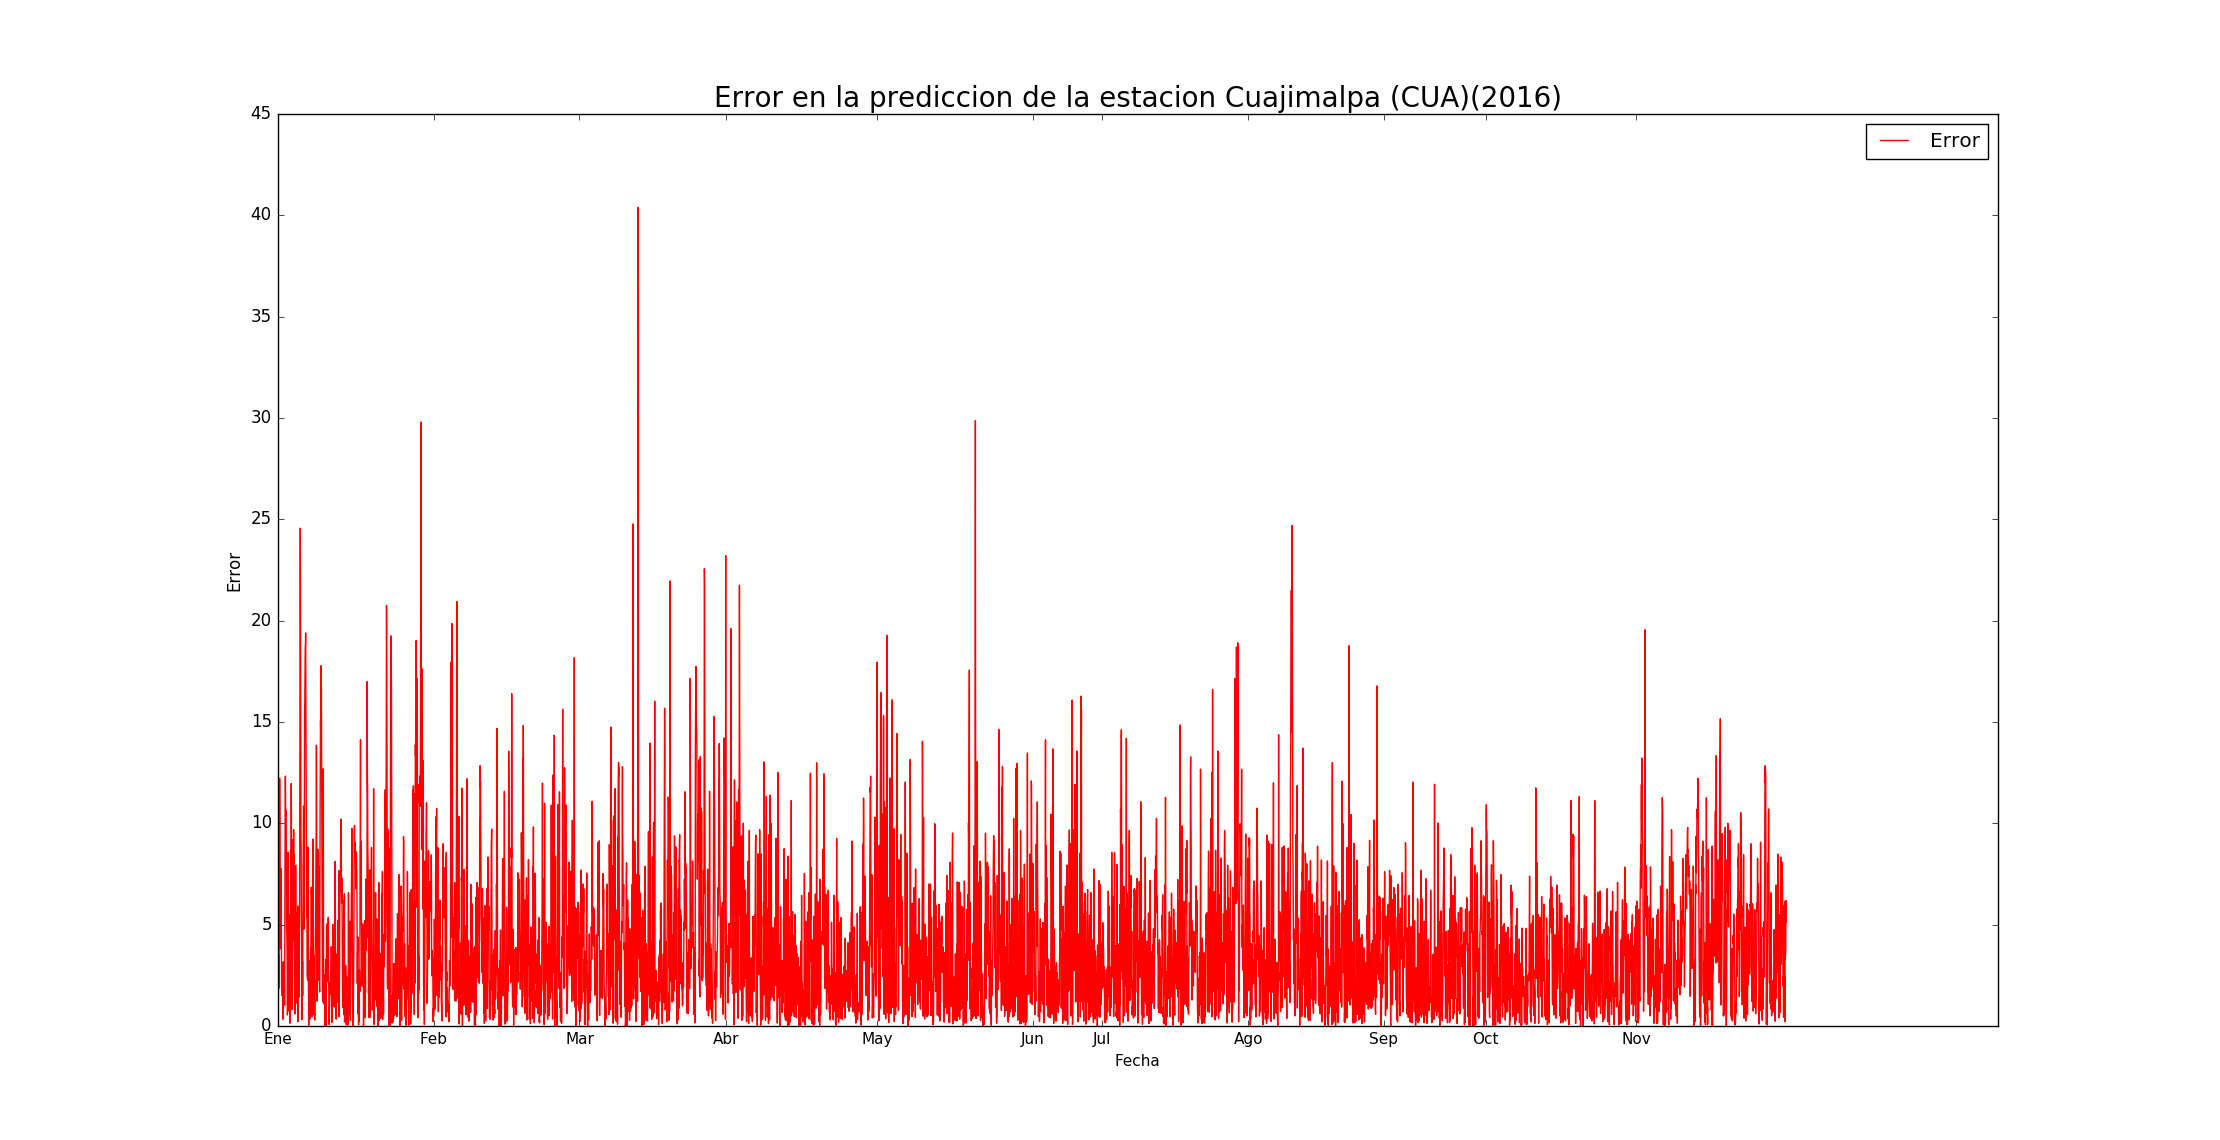 Error en la prediccion de la estacion Cuajimalpa (CUA)(2016)
Error
45
40
35
30
25
20
15
10
5
0
Error
Ene Feb Mar Abr May Jun Jul Ago Sep Oct Nov
Fecha